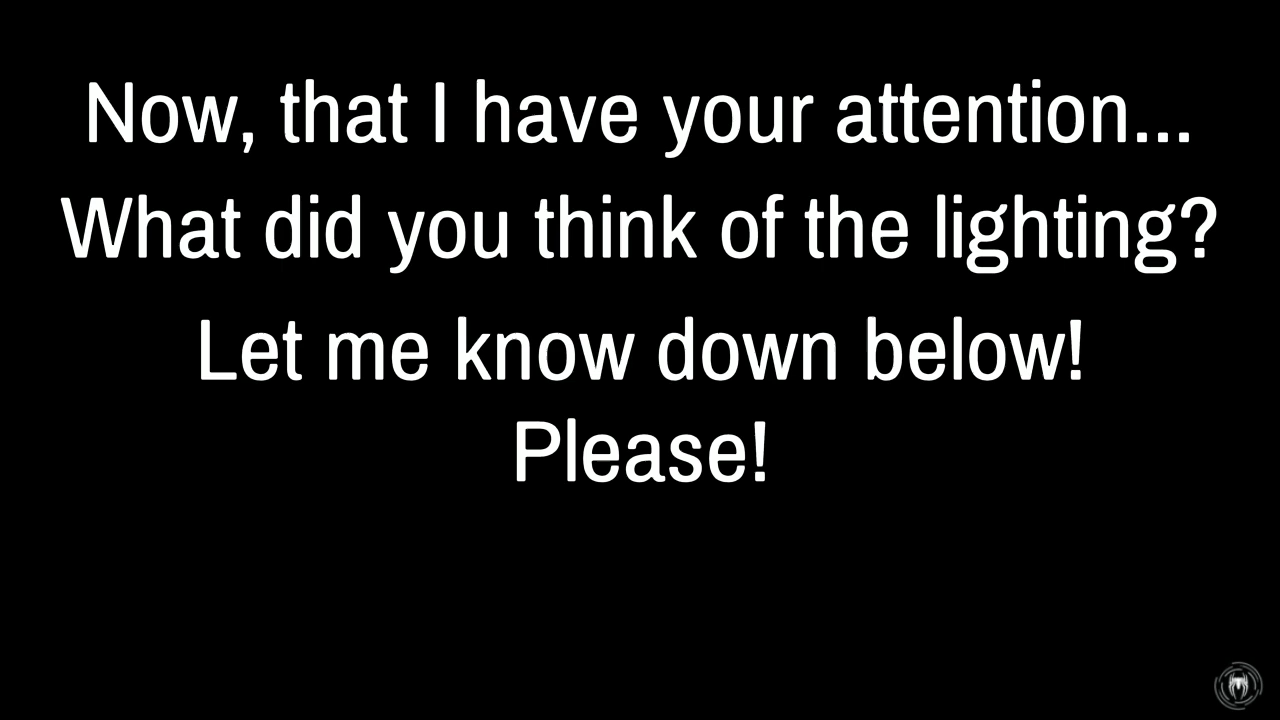 Now, that I have your attention...
What did you think of the lighting?
Let me know down below!
Please!